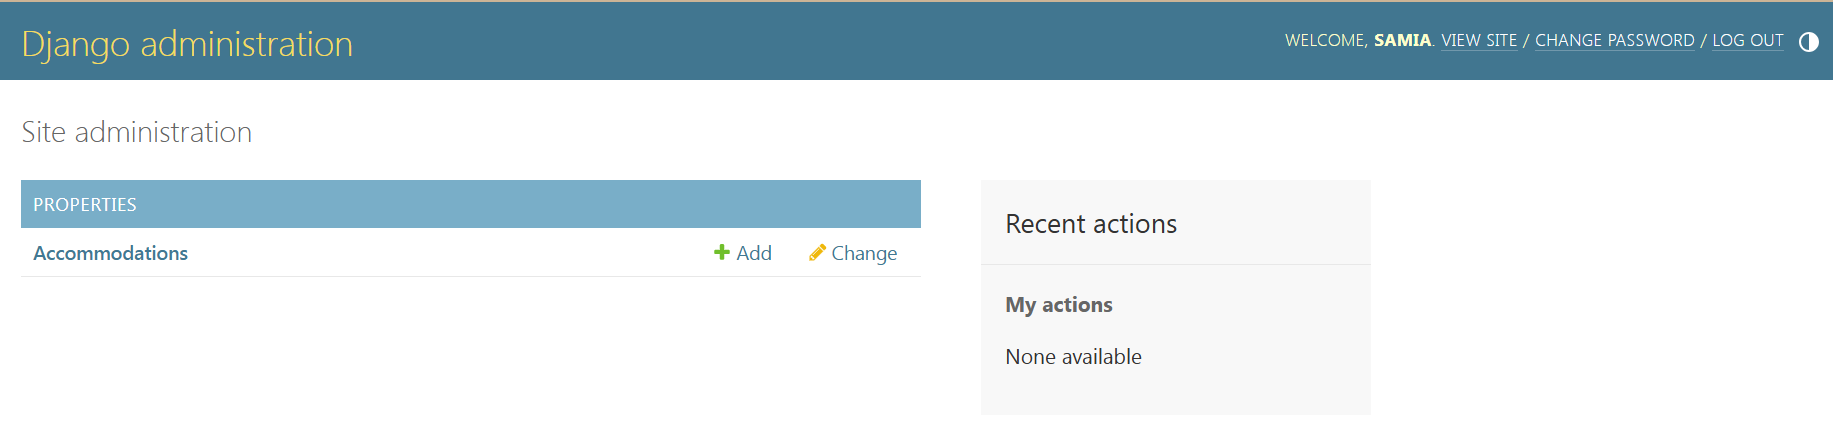 Django administration
WELCOME, SAMIA. VIEW SITE / CHANGE PASSWORD / LOG OUT
Site administration
PROPERTIES
Accommodations
Add
Change
Recent actions
My actions
None available